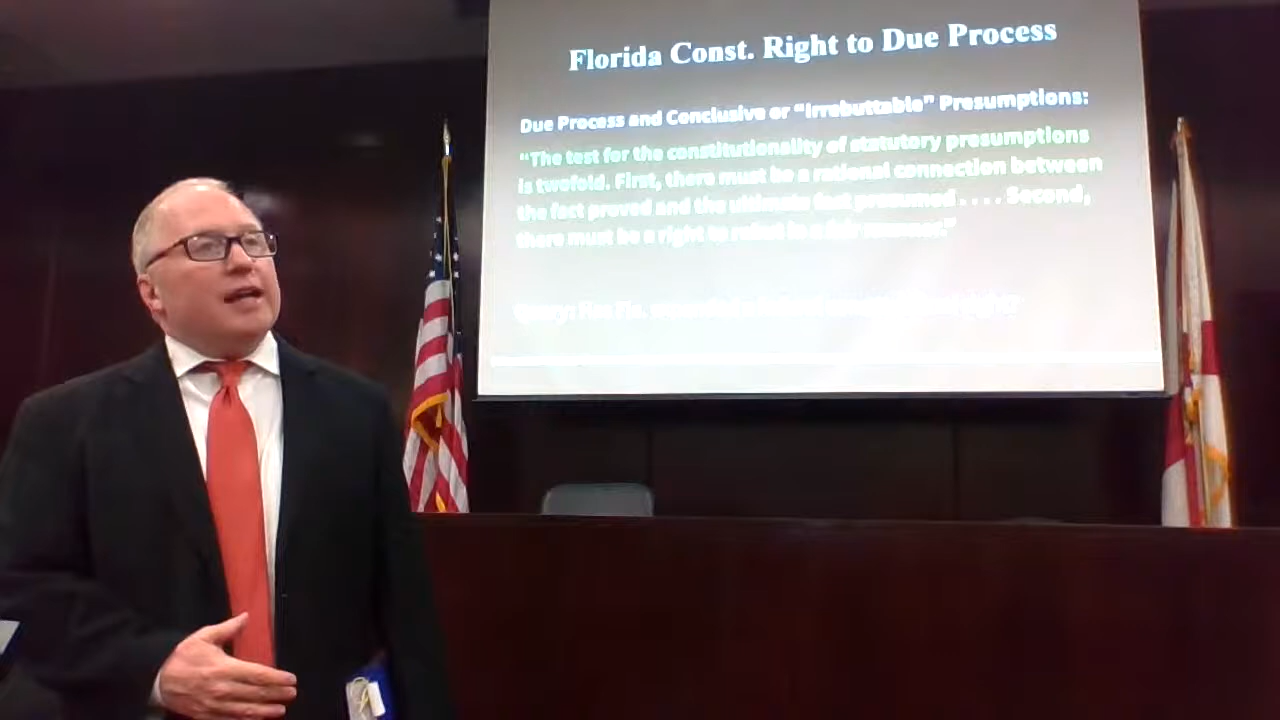 Florida Const. Right to Due Process
Due Process and Conclusive or “Irrebuttable” Presumptions:
“The test for the constitutionality of statutory presumptions
is twofold. First, there must be a rational connection between
the fact proved and the ultimate fact presumed . . . . Second,
there must be a right to rebut in a fair manner.”